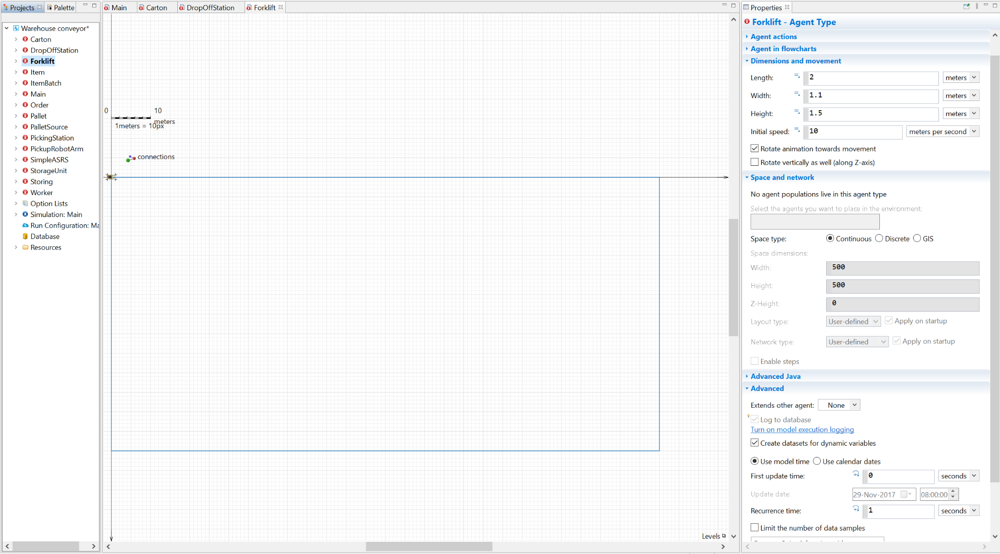 Projects
Palette
Warehouse conveyor*
Carton
DropOffStation
Forklift
Item
ItemBatch
Main
Order
Pallet
PalletSource
PickingStation
PickupRobotArm
SimpleASRS
StorageUnit
Storing
Worker
Option Lists
Simulation: Main
Run Configuration: Ma
Database
Resources
Main
Carton
DropOffStation
Forklift
0
10
meters
1meters = 10px
connections
Levels
Properties
Forklift - Agent Type
Agent actions
Agent in flowcharts
Dimensions and movement
Length: 2 meters
Width: 1.1 meters
Height: 1.5 meters
Initial speed: 10 meters per second
Rotate animation towards movement
Rotate vertically as well (along Z-axis)
Space and network
No agent populations live in this agent type
Select the agents you want to place in the environment:
Space type: Continuous Discrete GIS
Space dimensions:
Width: 500
Height: 500
Z-Height: 0
Layout type: User-defined Apply on startup
Network type: User-defined Apply on startup
Enable steps
Advanced Java
Advanced
Extends other agent: None
Log to database
Turn on model execution logging
Create datasets for dynamic variables
Use model time Use calendar dates
First update time: 0 seconds
Update date: 29-Nov-2017 08:00:00
Recurrence time: 1 seconds
Limit the number of data samples